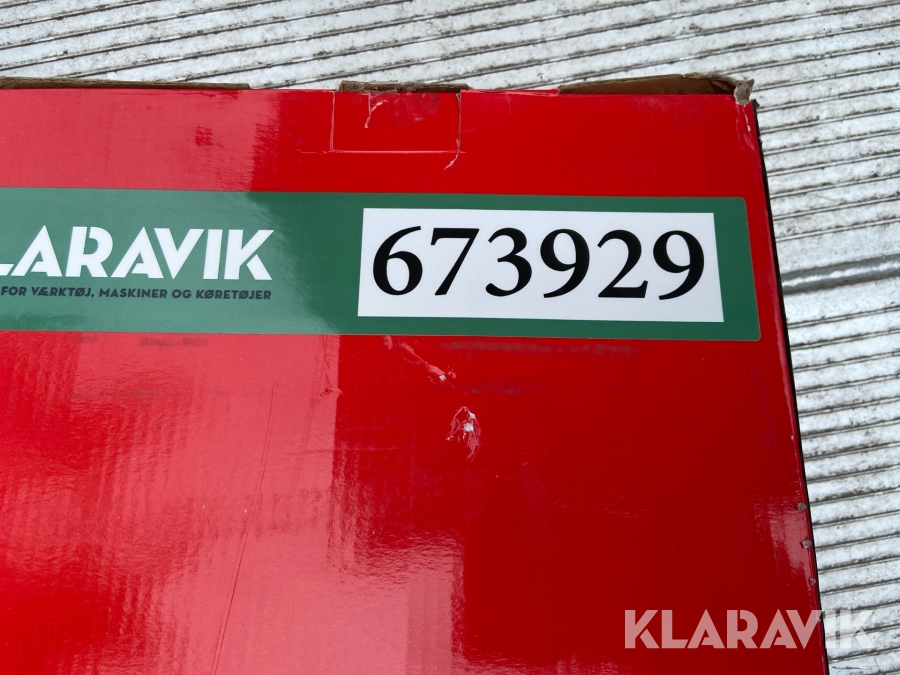 LARAVIK
673929
FOR VÆRKTØJ, MASKINER OG KØRETØJER
KLARAVIK